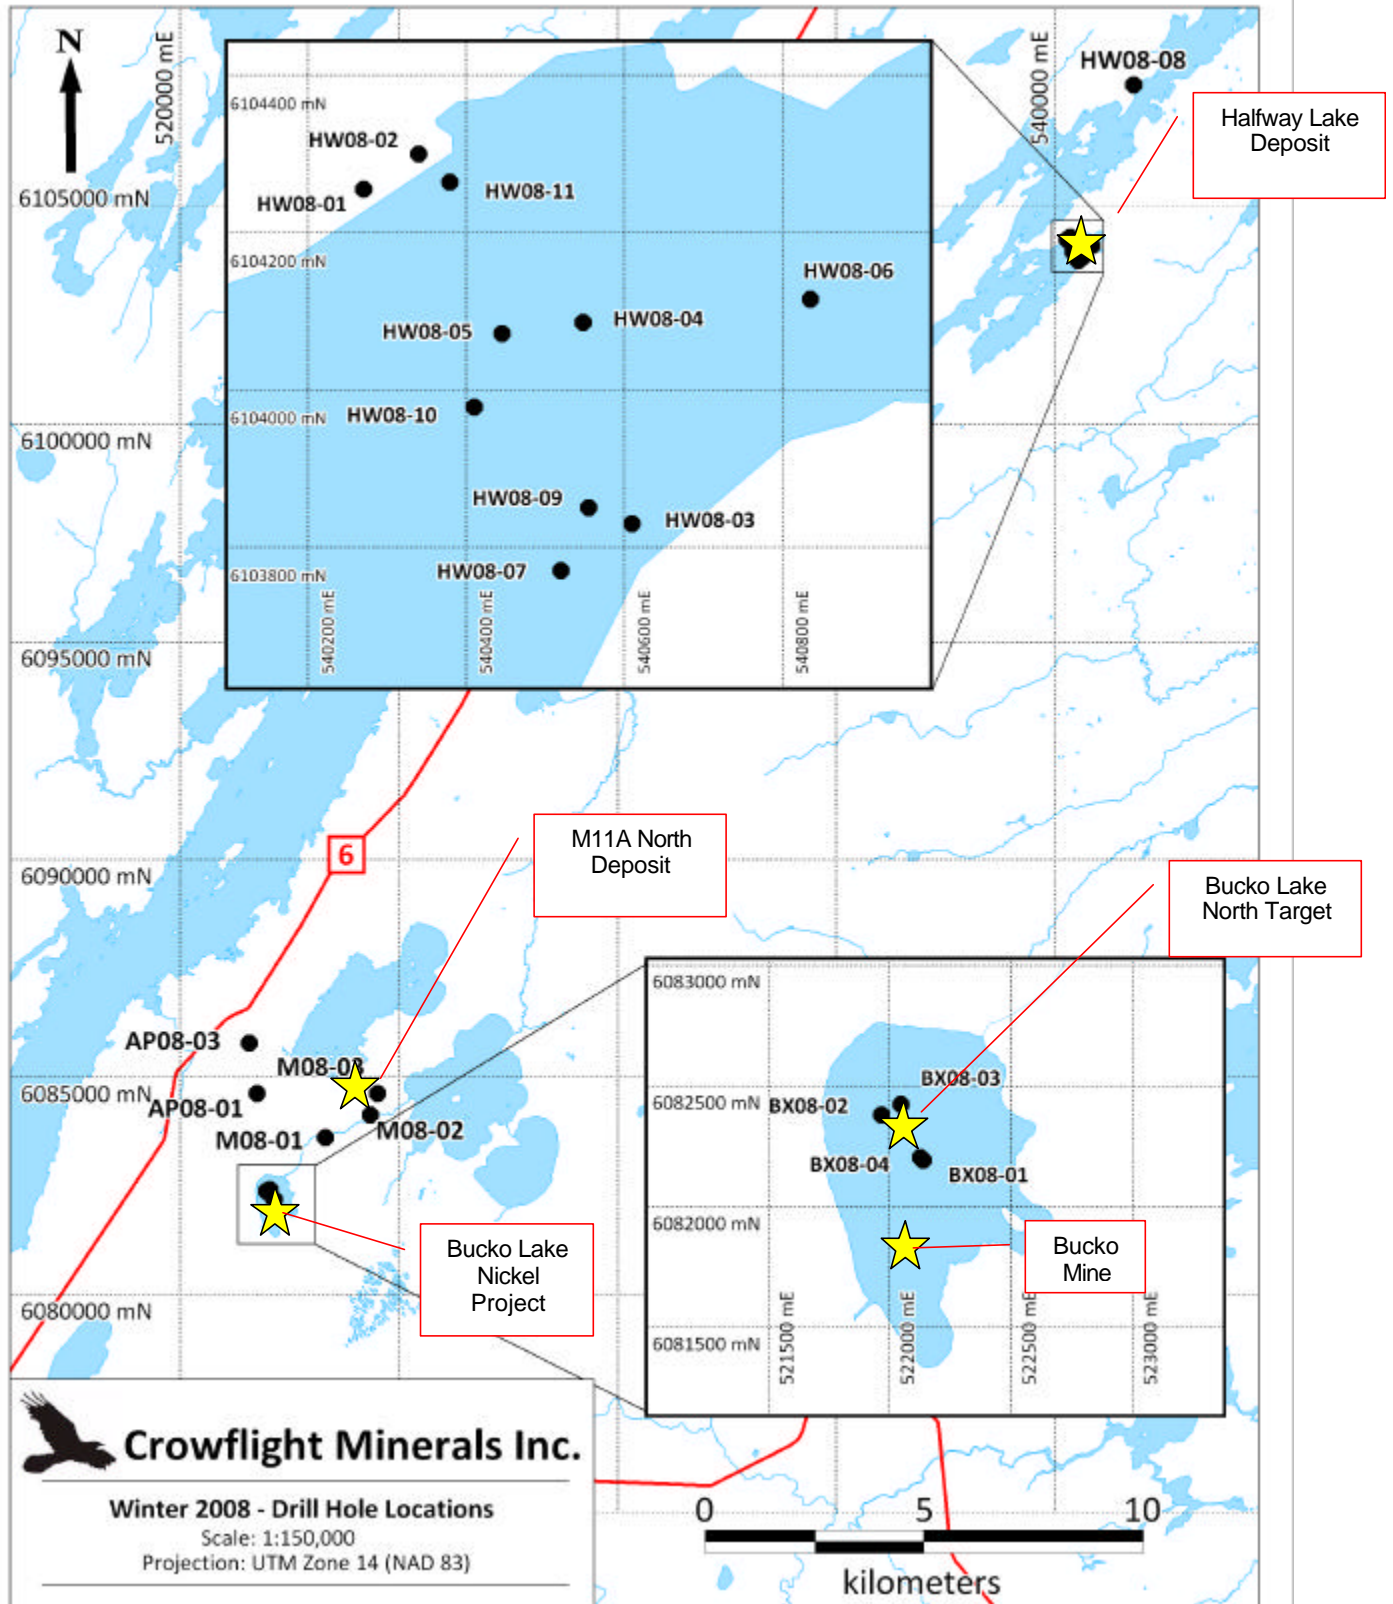 N
520000 mE
540000 mE
HW08-08
Halfway Lake
Deposit
6105000 mN
6100000 mN
6095000 mN
6090000 mN
6085000 mN
6080000 mN
6104400 mN
HW08-02
HW08-01
HW08-11
6104200 mN
HW08-06
HW08-05
HW08-04
6104000 mN
HW08-10
HW08-09
HW08-03
6103800 mN
HW08-07
540200 mE
540400 mE
540600 mE
540800 mE
6
M11A North
Deposit
Bucko Lake
North Target
AP08-03
M08-03
AP08-01
M08-01
M08-02
Bucko Lake
Nickel
Project
6083000 mN
BX08-03
6082500 mN
BX08-02
BX08-04
BX08-01
6082000 mN
Bucko
Mine
6081500 mN
521500 mE
522000 mE
522500 mE
523000 mE
Crowflight Minerals Inc.
Winter 2008 - Drill Hole Locations
Scale: 1:150,000
Projection: UTM Zone 14 (NAD 83)
0 5 10
kilometers